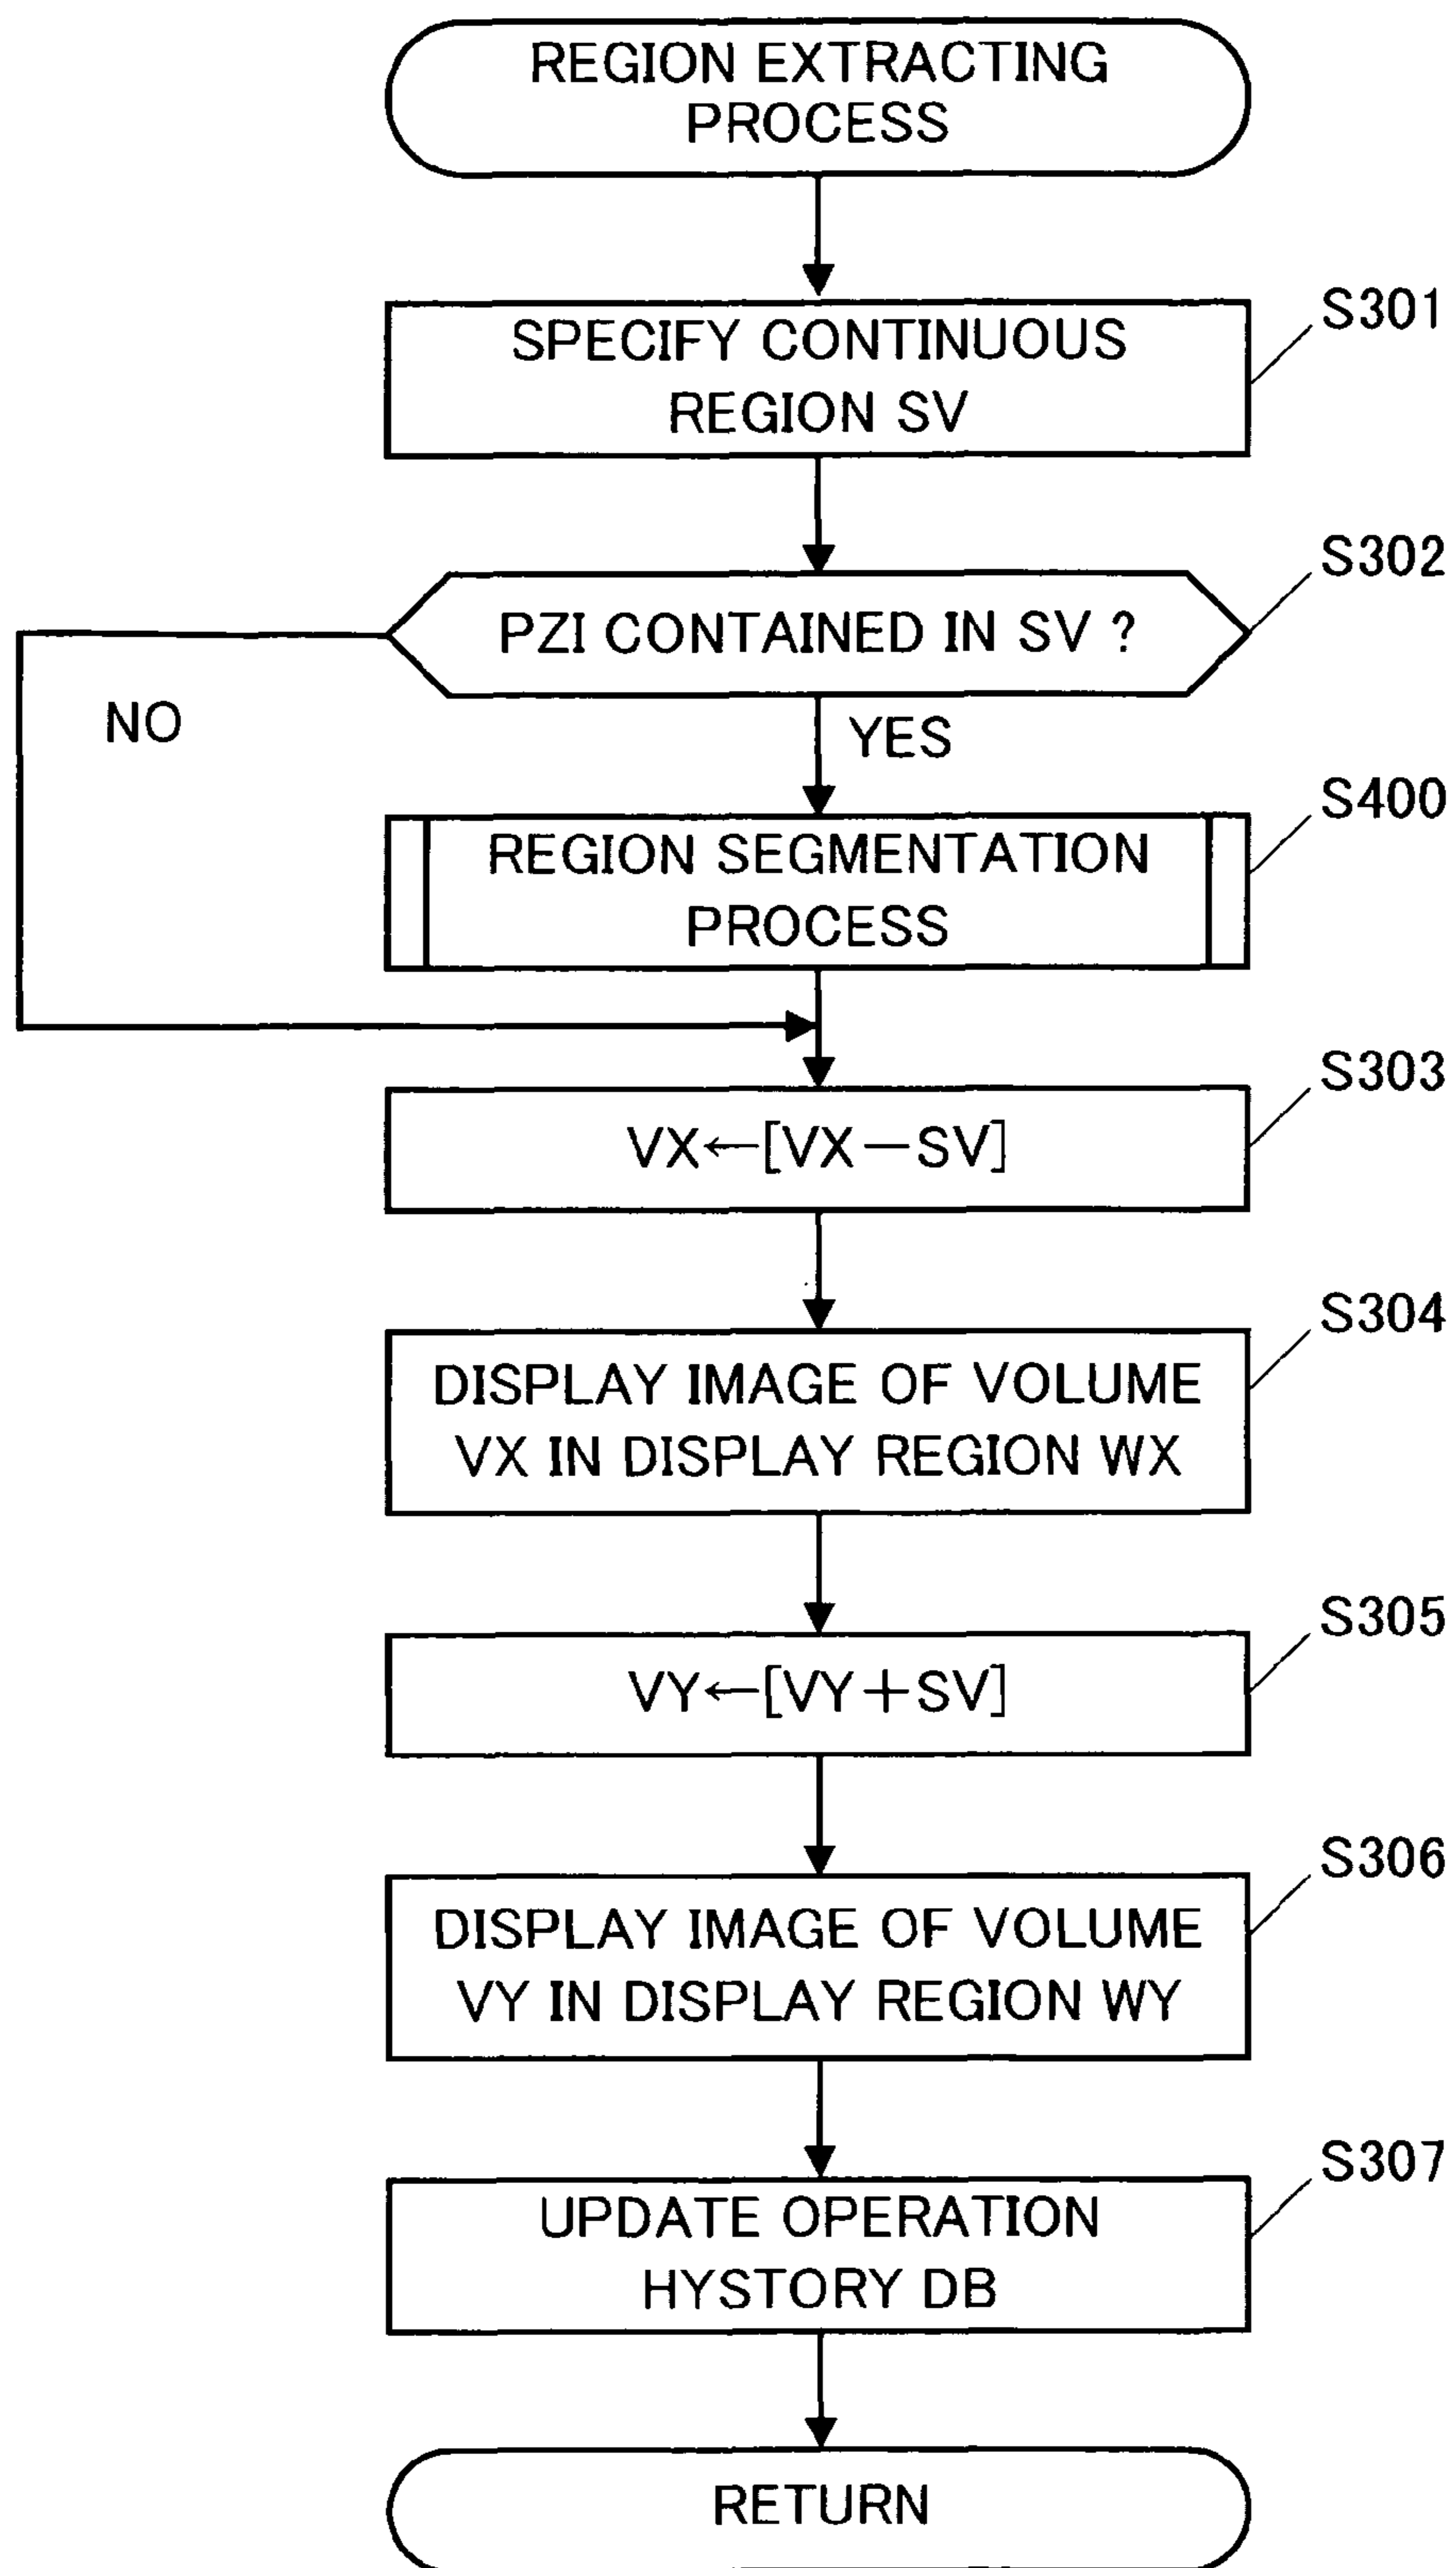 REGION EXTRACTING
PROCESS
S301
SPECIFY CONTINUOUS
REGION SV
S302
PZI CONTAINED IN SV ?
NO
YES
S400
REGION SEGMENTATION
PROCESS
S303
VX←[VX－SV]
S304
DISPLAY IMAGE OF VOLUME
VX IN DISPLAY REGION WX
S305
VY←[VY＋SV]
S306
DISPLAY IMAGE OF VOLUME
VY IN DISPLAY REGION WY
S307
UPDATE OPERATION
HYSTORY DB
RETURN